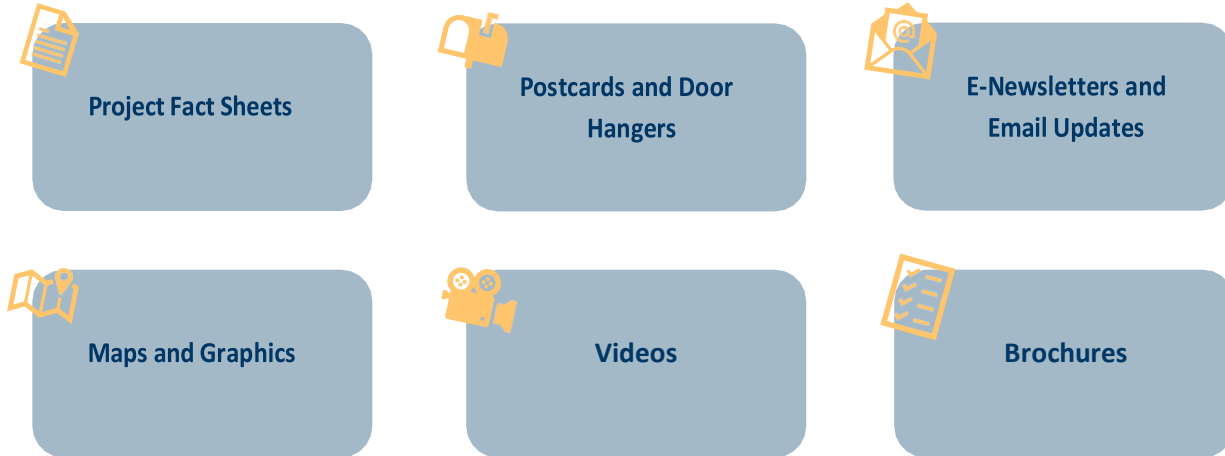 Project Fact Sheets
Postcards and Door
Hangers
E-Newsletters and
Email Updates
Maps and Graphics
Videos
Brochures